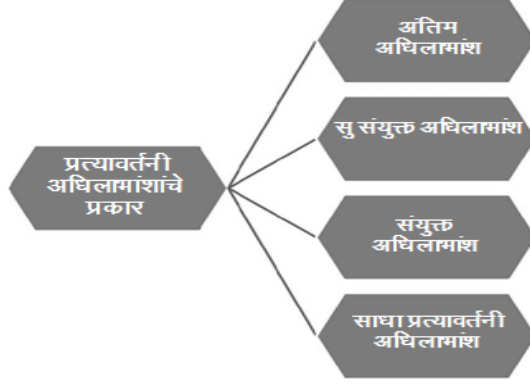 अंतिम
अधिलामांश
सु संयुक्त अधिलामांश
प्रत्यावर्तनी
अधिलामांशांचे
प्रकार
संयुक्त
अधिलामांश
साधा प्रत्यावर्तनी
अधिलामांश